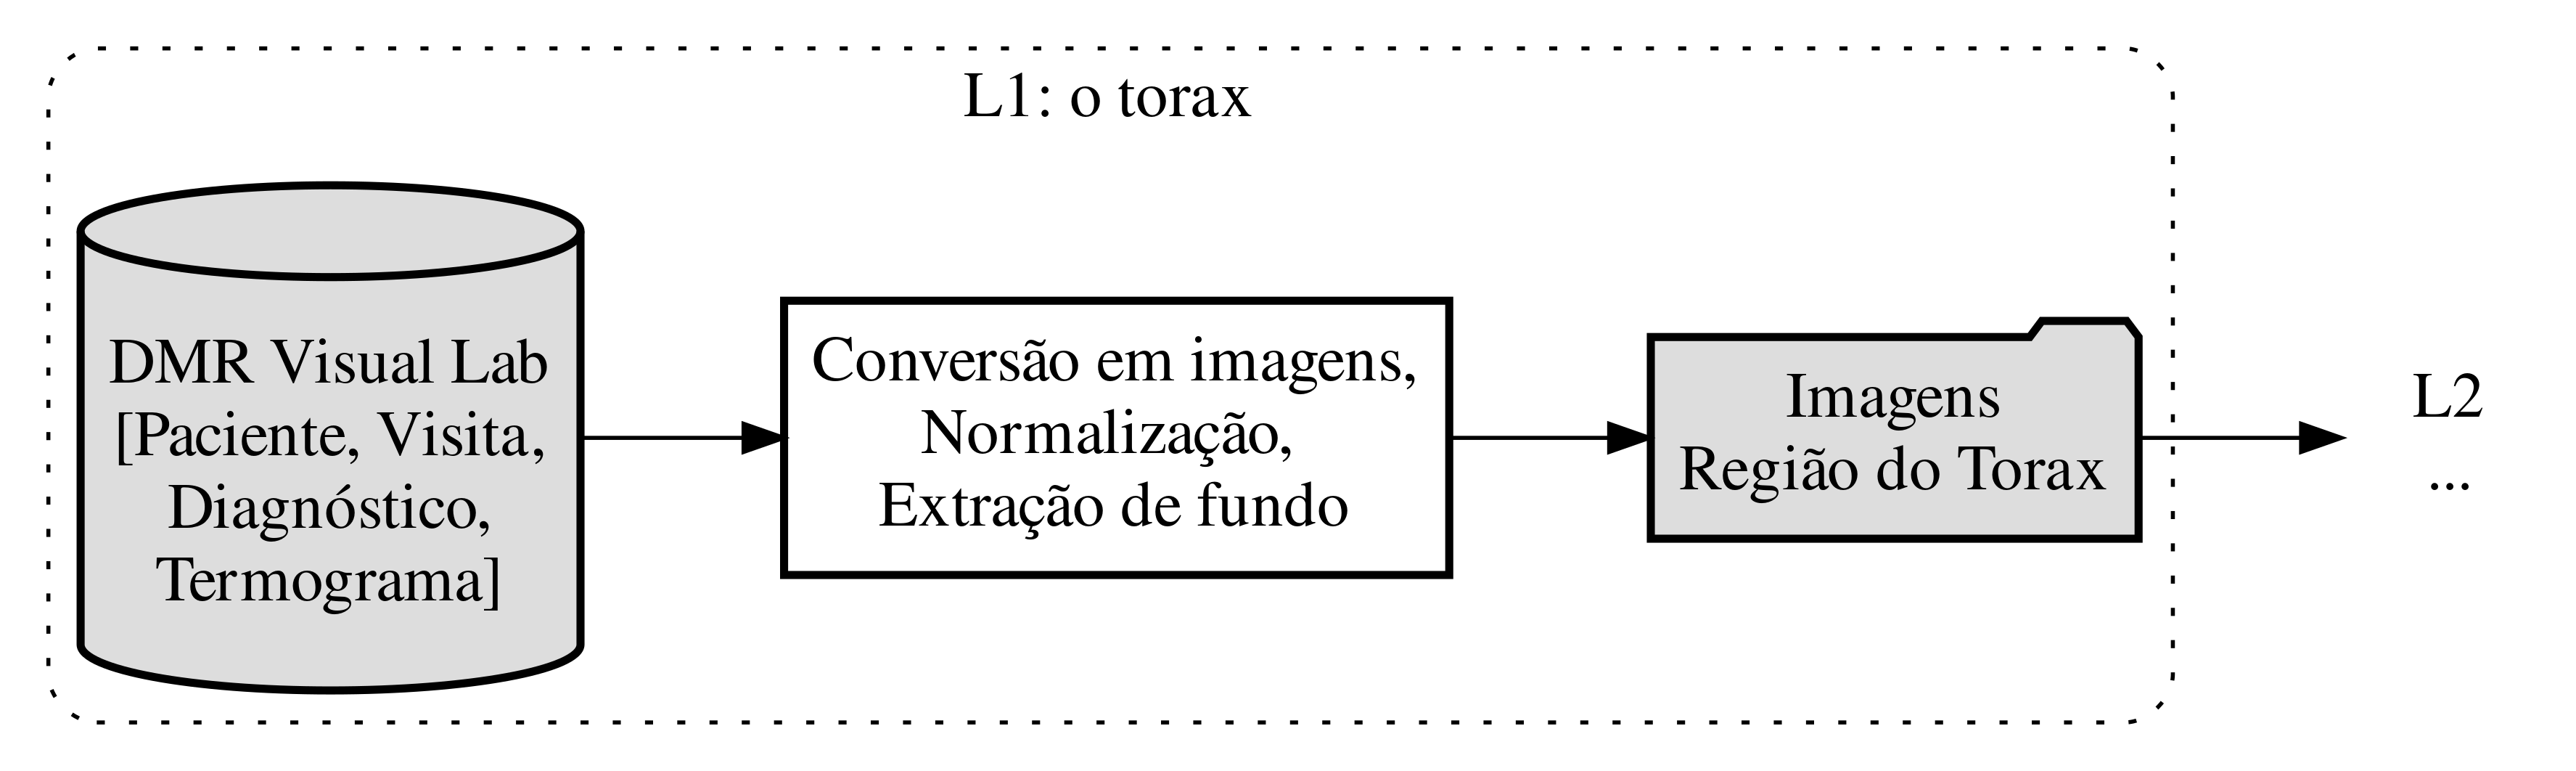 L1: o torax
DMR Visual Lab
[Paciente, Visita,
Diagnóstico,
Termograma]
Conversão em imagens,
Normalização,
Extração de fundo
Imagens
Região do Torax
L2
...